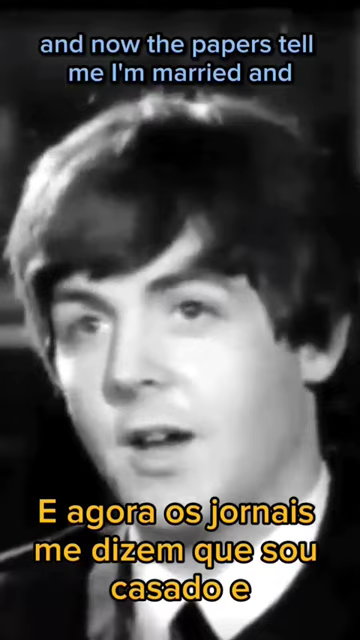 and now the papers tell
me I'm married and
E agora os jornais
me dizem que sou
casado e